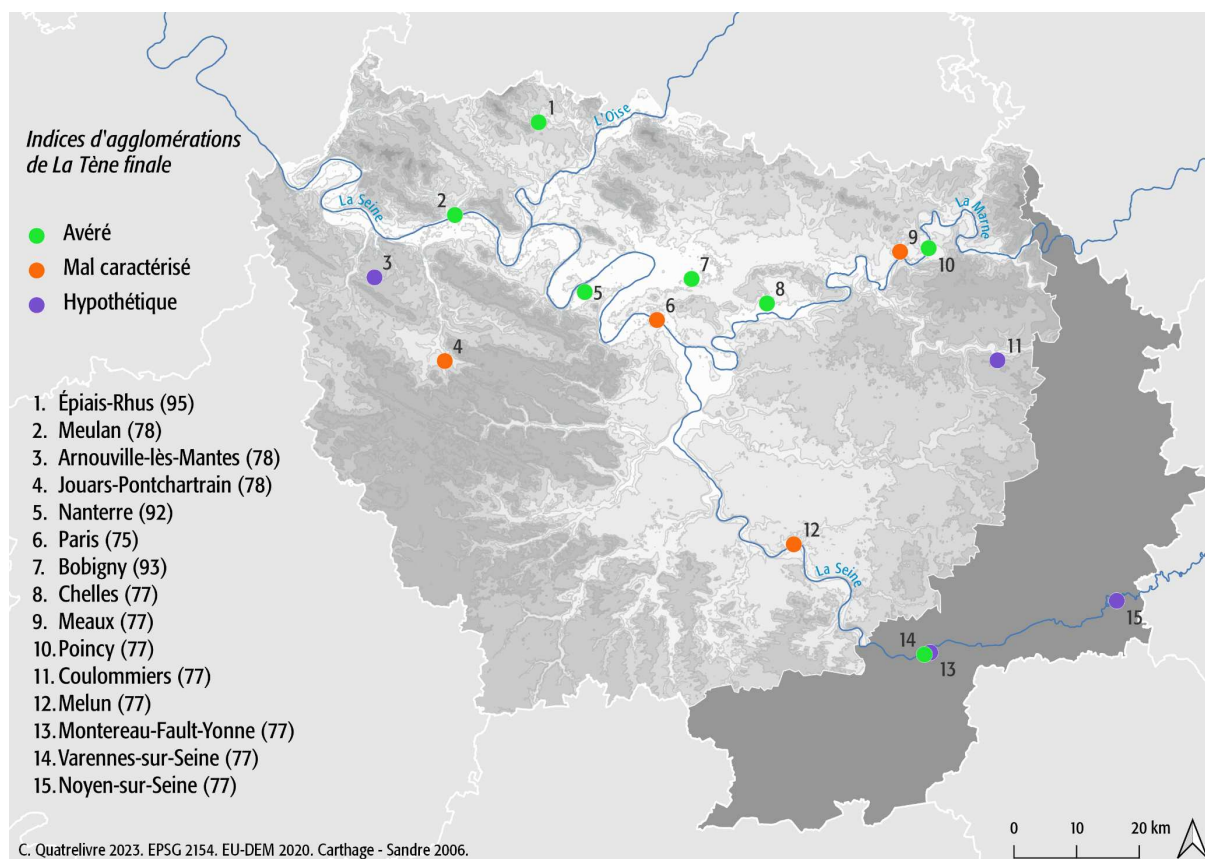 Indices d'agglomérations
de La Tène finale
Avéré
Mal caractérisé
Hypothétique
1. Épiais-Rhus (95)
2. Meulan (78)
3. Arnouville-lès-Mantes (78)
4. Jouars-Pontchartrain (78)
5. Nanterre (92)
6. Paris (75)
7. Bobigny (93)
8. Chelles (77)
9. Meaux (77)
10. Poincy (77)
11. Coulommiers (77)
12. Melun (77)
13. Montereau-Fault-Yonne (77)
14. Varennes-sur-Seine (77)
15. Noyen-sur-Seine (77)
1
L'Oise
2
La Seine
La Marne
9
10
3
7
5
8
6
4
11
12
La Seine
15
14
13
0 10 20 km
C. Quatrelivre 2023. EPSG 2154. EU-DEM 2020. Carthage - Sandre 2006.